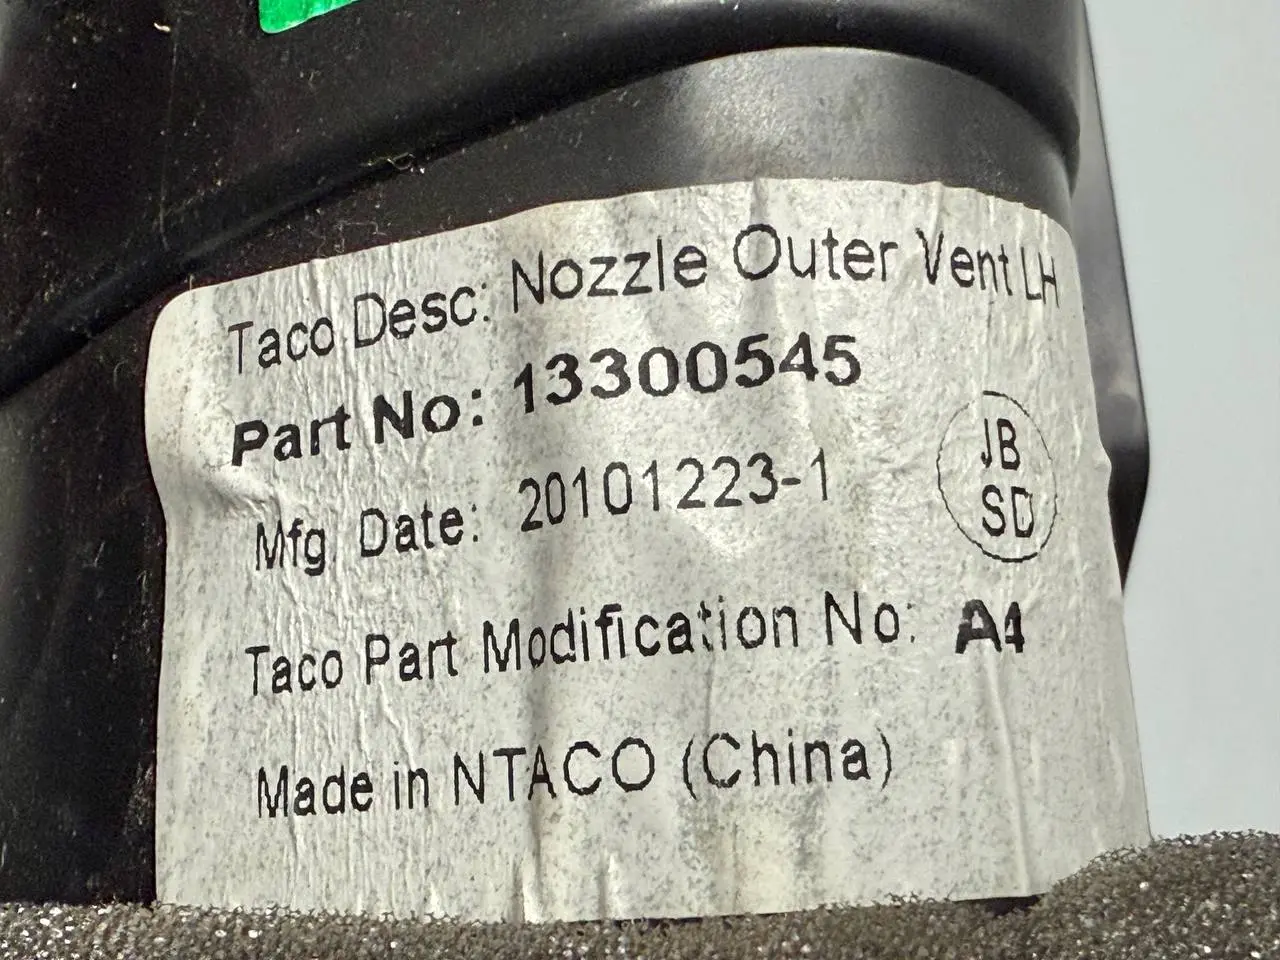 Taco Desc: Nozzle Outer Vent LH
Part No: 13300545
Mfg Date: 20101223-1
JB
SD
Taco Part Modification No: A4
Made in NTACO (China)